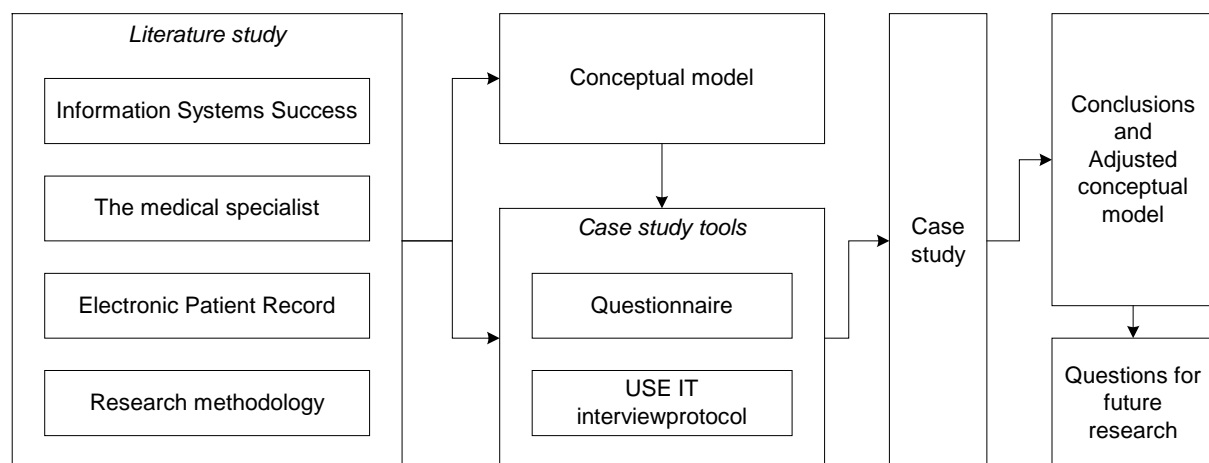 Literature study
Information Systems Success
The medical specialist
Electronic Patient Record
Research methodology
Conceptual model
Case study tools
Questionnaire
USE IT
interviewprotocol
Case
study
Conclusions
and
Adjusted
conceptual
model
Questions for
future
research